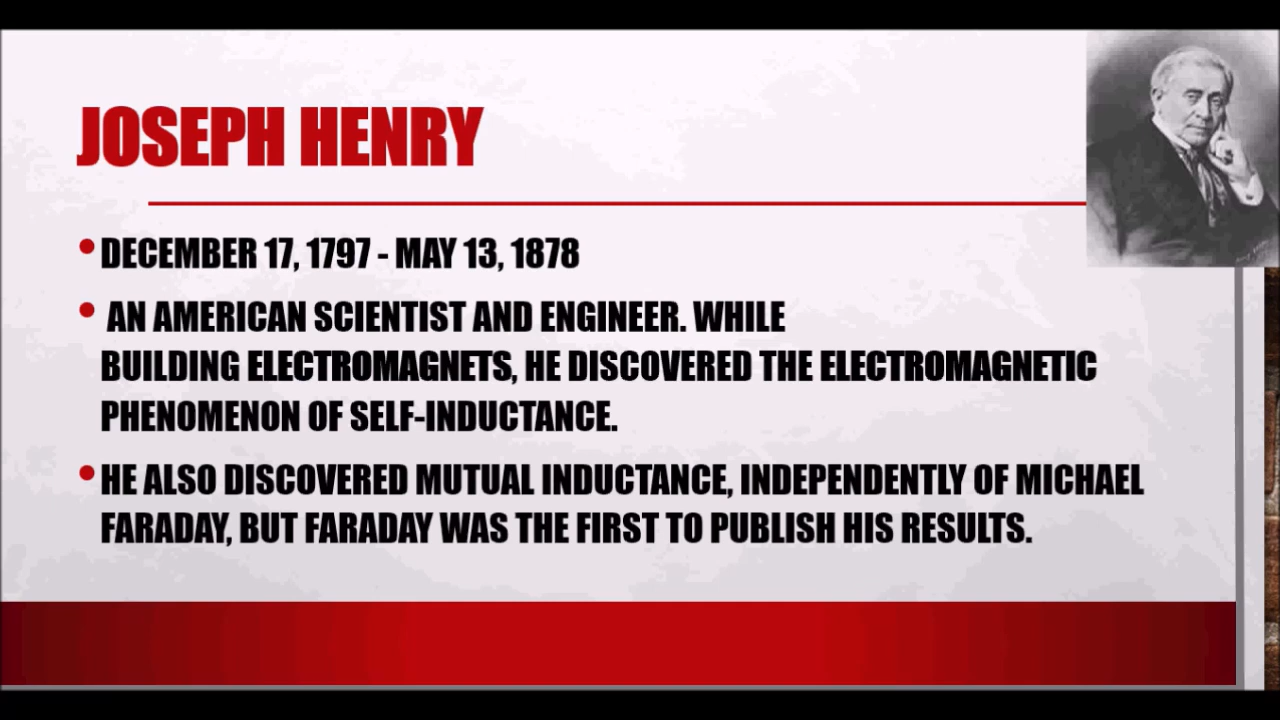 JOSEPH HENRY
• DECEMBER 17, 1797 - MAY 13, 1878
• AN AMERICAN SCIENTIST AND ENGINEER. WHILE
BUILDING ELECTROMAGNETS, HE DISCOVERED THE ELECTROMAGNETIC
PHENOMENON OF SELF-INDUCTANCE.
• HE ALSO DISCOVERED MUTUAL INDUCTANCE, INDEPENDENTLY OF MICHAEL
FARADAY, BUT FARADAY WAS THE FIRST TO PUBLISH HIS RESULTS.